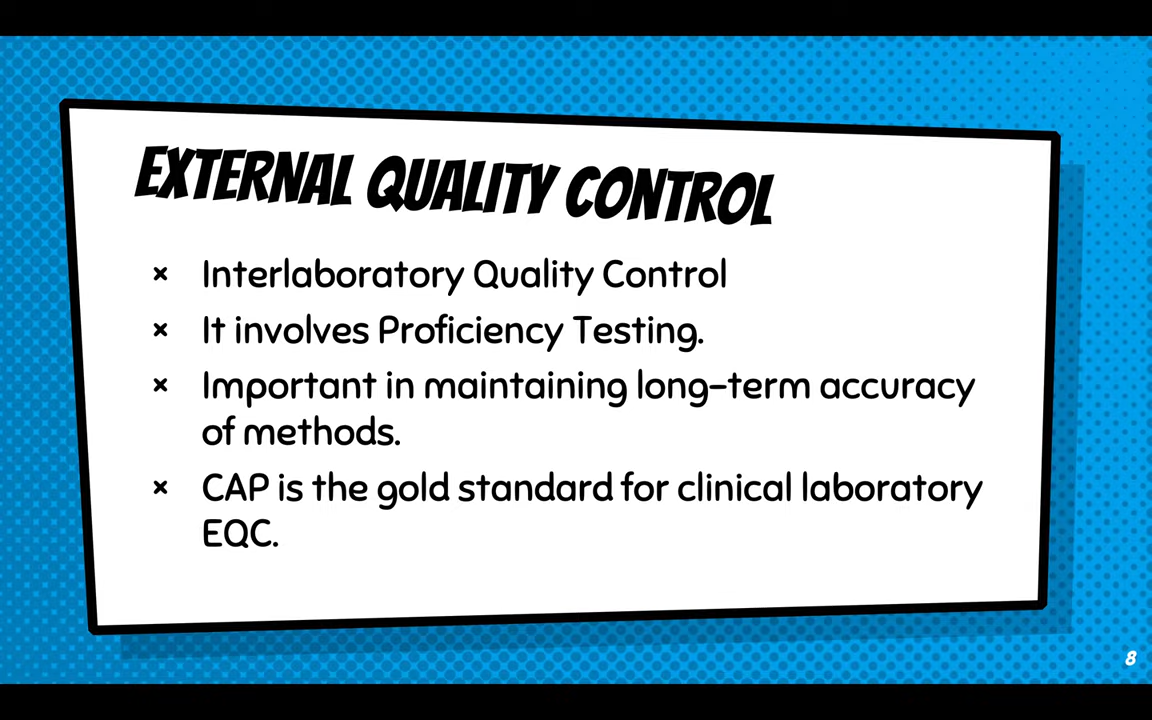 EXTERNAL QUALITY CONTROL
× Interlaboratory Quality Control
× It involves Proficiency Testing.
× Important in maintaining long-term accuracy
of methods.
× CAP is the gold standard for clinical laboratory
EQC.
8